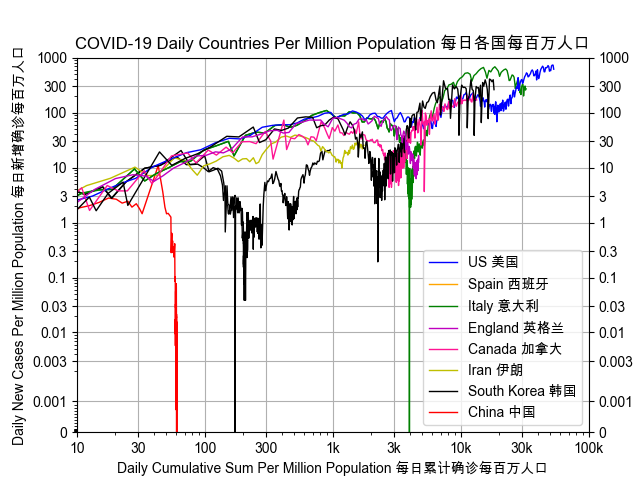 COVID-19 Daily Countries Per Million Population 每日各国每百万人口
Daily New Cases Per Million Population 每日新增确诊每百万人口
1000
300
100
30
10
3
1
0.3
0.1
0.03
0.01
0.003
0.001
0
1000
300
100
30
10
3
1
0.3
0.1
0.03
0.01
0.003
0.001
0
US 美国
Spain 西班牙
Italy 意大利
England 英格兰
Canada 加拿大
Iran 伊朗
South Korea 韩国
China 中国
10 30 100 300 1k 3k 10k 30k 100k
Daily Cumulative Sum Per Million Population 每日累计确诊每百万人口